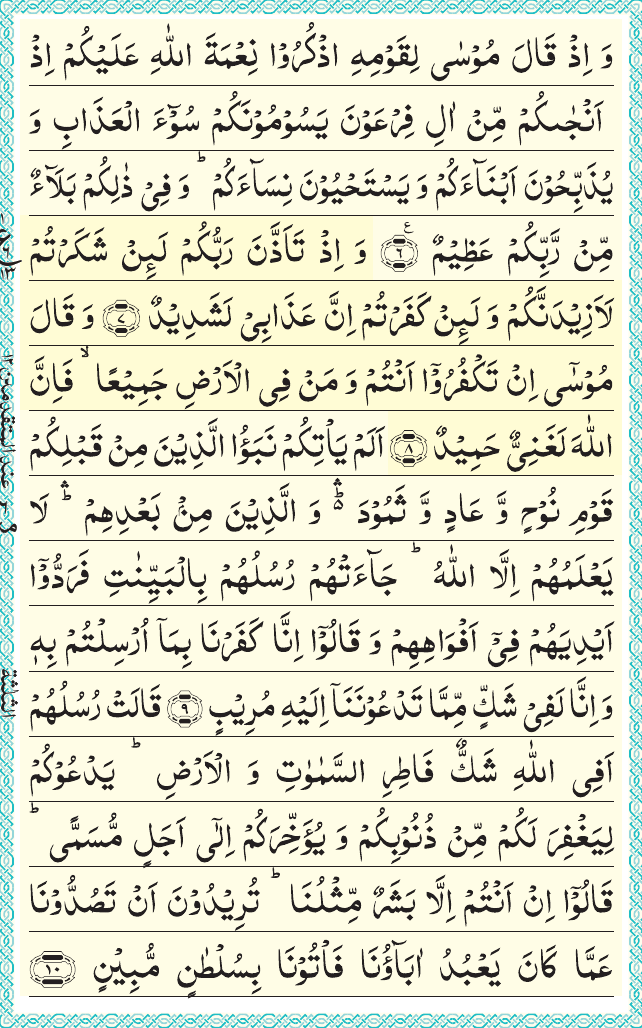 وَ اِذْ قَالَ مُوْسٰى لِقَوْمِهِ اذْكُرُوْا نِعْمَةَ اللّٰهِ عَلَيْكُمْ اِذْ
اَنْجٰىكُمْ مِّنْ اٰلِ فِرْعَوْنَ يَسُوْمُوْنَكُمْ سُوْٓءَ الْعَذَابِ وَ
يُذَبِّحُوْنَ اَبْنَآءَكُمْ وَ يَسْتَحْيُوْنَ نِسَآءَكُمْ ؕ وَ فِيْ ذٰلِكُمْ بَلَآءٌ
مِّنْ رَّبِّكُمْ عَظِيْمٌ ﴿۶﴾ ع وَ اِذْ تَاَذَّنَ رَبُّكُمْ لَىِٕنْ شَكَرْتُمْ
لَاَزِيْدَنَّكُمْ وَ لَىِٕنْ كَفَرْتُمْ اِنَّ عَذَابِيْ لَشَدِيْدٌ ﴿۷﴾ وَ قَالَ
مُوْسٰۤى اِنْ تَكْفُرُوْۤا اَنْتُمْ وَ مَنْ فِي الْاَرْضِ جَمِيْعًا ۙ فَاِنَّ
اللّٰهَ لَغَنِيٌّ حَمِيْدٌ ﴿۸﴾ اَلَمْ يَاْتِكُمْ نَبَؤُا الَّذِيْنَ مِنْ قَبْلِكُمْ
قَوْمِ نُوْحٍ وَّ عَادٍ وَّ ثَمُوْدَ ۛؕ وَ الَّذِيْنَ مِنْۢ بَعْدِهِمْ ۛؕ لَا
يَعْلَمُهُمْ اِلَّا اللّٰهُ ؕ جَآءَتْهُمْ رُسُلُهُمْ بِالْبَيِّنٰتِ فَرَدُّوْۤا
اَيْدِيَهُمْ فِيْۤ اَفْوَاهِهِمْ وَ قَالُوْۤا اِنَّا كَفَرْنَا بِمَاۤ اُرْسِلْتُمْ بِهٖ
وَ اِنَّا لَفِيْ شَكٍّ مِّمَّا تَدْعُوْنَنَاۤ اِلَيْهِ مُرِيْبٍ ﴿۹﴾ قَالَتْ رُسُلُهُمْ
اَفِي اللّٰهِ شَكٌّ فَاطِرِ السَّمٰوٰتِ وَ الْاَرْضِ ؕ يَدْعُوْكُمْ
لِيَغْفِرَ لَكُمْ مِّنْ ذُنُوْبِكُمْ وَ يُؤَخِّرَكُمْ اِلٰۤى اَجَلٍ مُّسَمًّى ؕ
قَالُوْۤا اِنْ اَنْتُمْ اِلَّا بَشَرٌ مِّثْلُنَا ؕ تُرِيْدُوْنَ اَنْ تَصُدُّوْنَا
عَمَّا كَانَ يَعْبُدُ اٰبَآؤُنَا فَاْتُوْنَا بِسُلْطٰنٍ مُّبِيْنٍ ﴿۱۰﴾